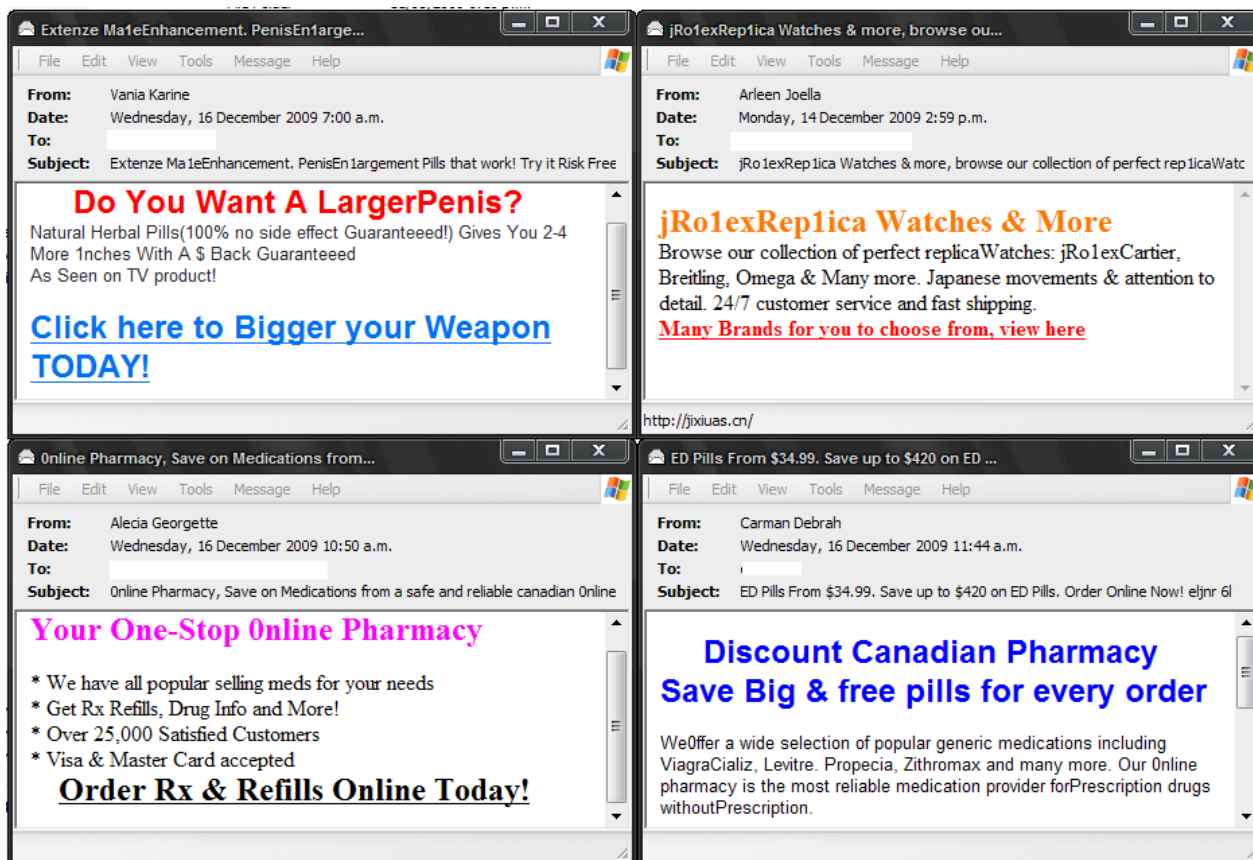 Extenze Ma1eEnhancement. PenisEn1arge...
File Edit View Tools Message Help
From: Vania Karine
Date: Wednesday, 16 December 2009 7:00 a.m.
To:
Subject: Extenze Ma1eEnhancement. PenisEn1argement Pills that work! Try it Risk Free
Do You Want A LargerPenis?
Natural Herbal Pills(100% no side effect Guaranteeed!) Gives You 2-4
More 1nches With A $ Back Guaranteeed
As Seen on TV product!
Click here to Bigger your Weapon
TODAY!
jRo1exRep1ica Watches & more, browse ou...
File Edit View Tools Message Help
From: Arleen Joella
Date: Monday, 14 December 2009 2:59 p.m.
To:
Subject: jRo1exRep1ica Watches & more, browse our collection of perfect rep1icaWatc
jRo1exRep1ica Watches & More
Browse our collection of perfect replicaWatches: jRo1exCartier,
Breitling, Omega & Many more. Japanese movements & attention to
detail. 24/7 customer service and fast shipping.
Many Brands for you to choose from, view here
http://jixiuas.cn/
0nline Pharmacy, Save on Medications from...
File Edit View Tools Message Help
From: Alecia Georgette
Date: Wednesday, 16 December 2009 10:50 a.m.
To:
Subject: 0nline Pharmacy, Save on Medications from a safe and reliable canadian 0nline
Your One-Stop 0nline Pharmacy
* We have all popular selling meds for your needs
* Get Rx Refills, Drug Info and More!
* Over 25,000 Satisfied Customers
* Visa & Master Card accepted
Order Rx & Refills Online Today!
ED Pills From $34.99. Save up to $420 on ED ...
File Edit View Tools Message Help
From: Carman Debrah
Date: Wednesday, 16 December 2009 11:44 a.m.
To:
Subject: ED Pills From $34.99. Save up to $420 on ED Pills. Order Online Now! eljnr 6l
Discount Canadian Pharmacy
Save Big & free pills for every order
We0ffer a wide selection of popular generic medications including
ViagraCializ, Levitre. Propecia, Zithromax and many more. Our 0nline
pharmacy is the most reliable medication provider forPrescription drugs
withoutPrescription.